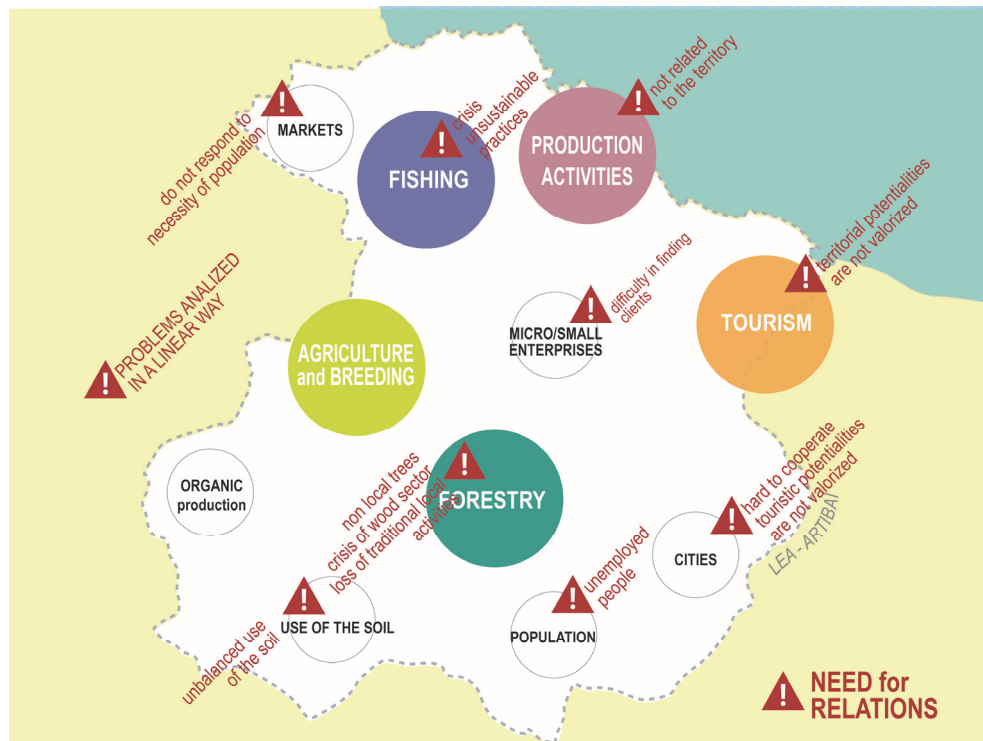 MARKETS
do not respond to
necessity of population
FISHING
crisis
unsustainable
practices
PRODUCTION
ACTIVITIES
not related
to the territory
territorial potentialities
are not valorized
TOURISM
difficulty in finding
clients
MICRO/SMALL
ENTERPRISES
PROBLEMS ANALIZED
IN A LINEAR WAY
AGRICULTURE
and BREEDING
ORGANIC
production
non local trees
crisis of wood sector
loss of traditional local
activities
FORESTRY
hard to cooperate
touristic potentialities
are not valorized
CITIES
LEA - ARTIBAI
unbalanced use
of the soil
USE OF THE SOIL
unemployed
people
POPULATION
NEED for
RELATIONS